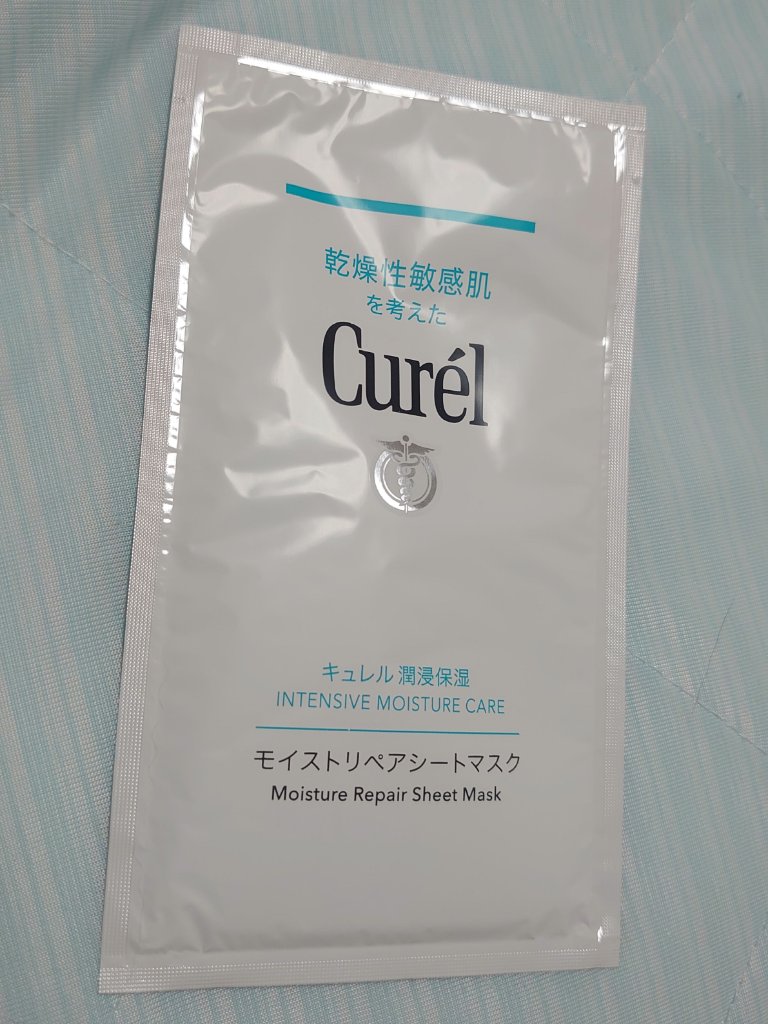 乾燥性敏感肌
を考えた
Curél
キュレル 潤浸保湿
INTENSIVE MOISTURE CARE
モイストリペアシートマスク
Moisture Repair Sheet Mask